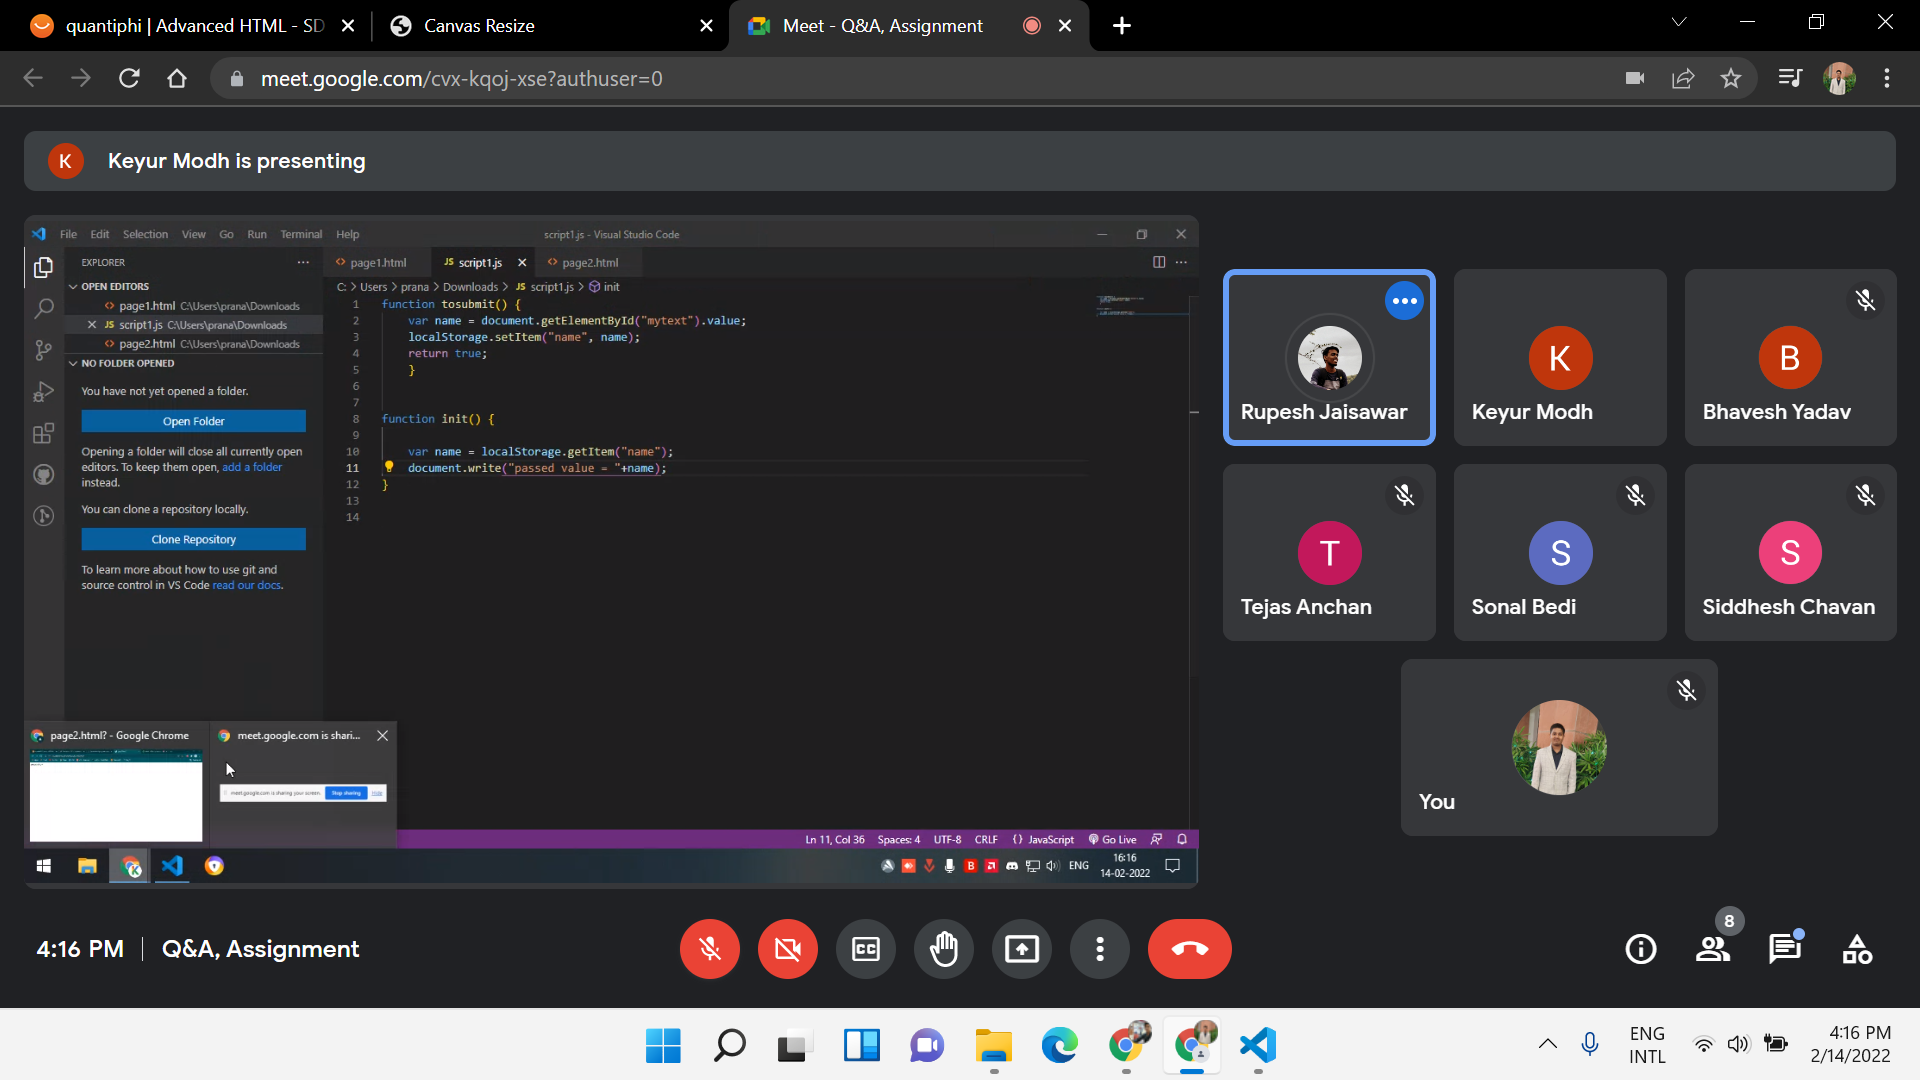 quantiphi | Advanced HTML - SD
Canvas Resize
Meet - Q&A, Assignment
meet.google.com/cvx-kqoj-xse?authuser=0
K
Keyur Modh is presenting
File Edit Selection View Go Run Terminal Help
script1.js - Visual Studio Code
EXPLORER
page1.html
JS script1.js
page2.html
OPEN EDITORS
page1.html C:\Users\prana\Downloads
JS script1.js C:\Users\prana\Downloads
page2.html C:\Users\prana\Downloads
NO FOLDER OPENED
You have not yet opened a folder.
Open Folder
Opening a folder will close all currently open
editors. To keep them open, add a folder
instead.
You can clone a repository locally.
Clone Repository
To learn more about how to use git and
source control in VS Code read our docs.
C: > Users > prana > Downloads > JS script1.js > init
1 function tosubmit() {
2 var name = document.getElementById("mytext").value;
3 localStorage.setItem("name", name);
4 return true;
5 }
6
7
8 function init() {
9
10 var name = localStorage.getItem("name");
11 document.write("passed value = "+name);
12 }
13
14
page2.html? - Google Chrome
meet.google.com is shari...
meet.google.com is sharing your screen.
Stop sharing
Ln 11, Col 36 Spaces: 4 UTF-8 CRLF {} JavaScript Go Live
ENG
16:16
14-02-2022
Rupesh Jaisawar
K
Keyur Modh
B
Bhavesh Yadav
T
Tejas Anchan
S
Sonal Bedi
S
Siddhesh Chavan
You
4:16 PM
Q&A, Assignment
CC
8
ENG
INTL
4:16 PM
2/14/2022